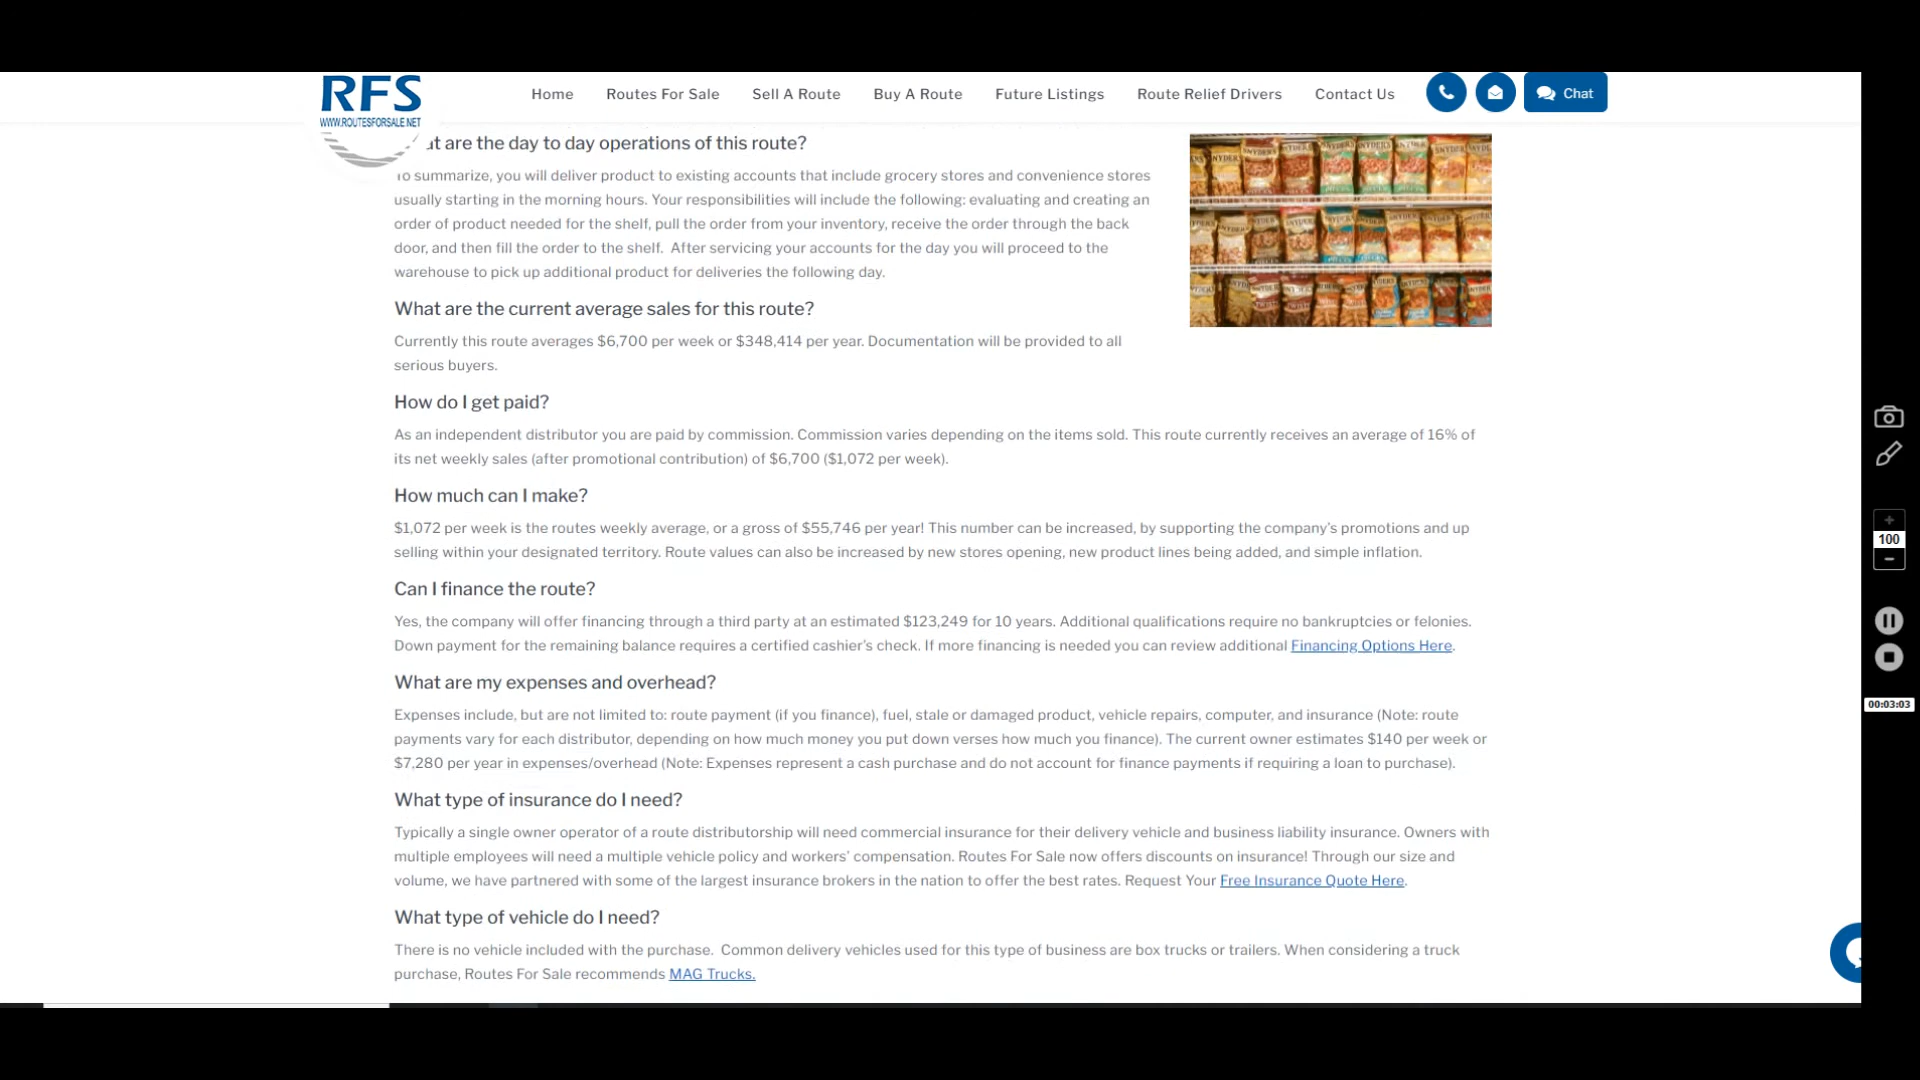 RFS
WWW.ROUTESFORSALE.NET
Home
Routes For Sale
Sell A Route
Buy A Route
Future Listings
Route Relief Drivers
Contact Us
Chat
at are the day to day operations of this route?
To summarize, you will deliver product to existing accounts that include grocery stores and convenience stores
usually starting in the morning hours. Your responsibilities will include the following: evaluating and creating an
order of product needed for the shelf, pull the order from your inventory, receive the order through the back
door, and then fill the order to the shelf.  After servicing your accounts for the day you will proceed to the
warehouse to pick up additional product for deliveries the following day.
What are the current average sales for this route?
Currently this route averages $6,700 per week or $348,414 per year. Documentation will be provided to all
serious buyers.
How do I get paid?
As an independent distributor you are paid by commission. Commission varies depending on the items sold. This route currently receives an average of 16% of
its net weekly sales (after promotional contribution) of $6,700 ($1,072 per week).
How much can I make?
$1,072 per week is the routes weekly average, or a gross of $55,746 per year! This number can be increased, by supporting the company’s promotions and up
selling within your designated territory. Route values can also be increased by new stores opening, new product lines being added, and simple inflation.
Can I finance the route?
Yes, the company will offer financing through a third party at an estimated $123,249 for 10 years. Additional qualifications require no bankruptcies or felonies.
Down payment for the remaining balance requires a certified cashier’s check. If more financing is needed you can review additional Financing Options Here.
What are my expenses and overhead?
Expenses include, but are not limited to: route payment (if you finance), fuel, stale or damaged product, vehicle repairs, computer, and insurance (Note: route
payments vary for each distributor, depending on how much money you put down verses how much you finance). The current owner estimates $140 per week or
$7,280 per year in expenses/overhead (Note: Expenses represent a cash purchase and do not account for finance payments if requiring a loan to purchase).
What type of insurance do I need?
Typically a single owner operator of a route distributorship will need commercial insurance for their delivery vehicle and business liability insurance. Owners with
multiple employees will need a multiple vehicle policy and workers’ compensation. Routes For Sale now offers discounts on insurance! Through our size and
volume, we have partnered with some of the largest insurance brokers in the nation to offer the best rates. Request Your Free Insurance Quote Here.
What type of vehicle do I need?
There is no vehicle included with the purchase.  Common delivery vehicles used for this type of business are box trucks or trailers. When considering a truck
purchase, Routes For Sale recommends MAG Trucks.
100
00:03:03